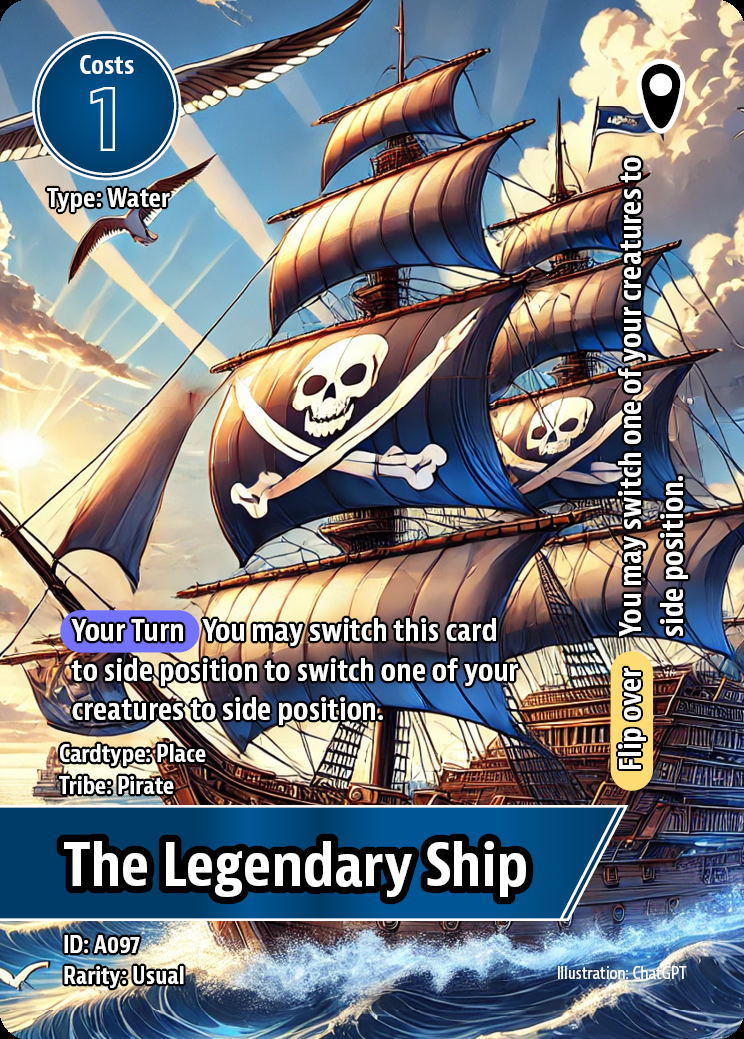 Costs
1
Type: Water
Your Turn You may switch this card
to side position to switch one of your
creatures to side position.
Cardtype: Place
Tribe: Pirate
Flip over You may switch one of your creatures to
side position.
The Legendary Ship
ID: A097
Rarity: Usual
Illustration: ChatGPT